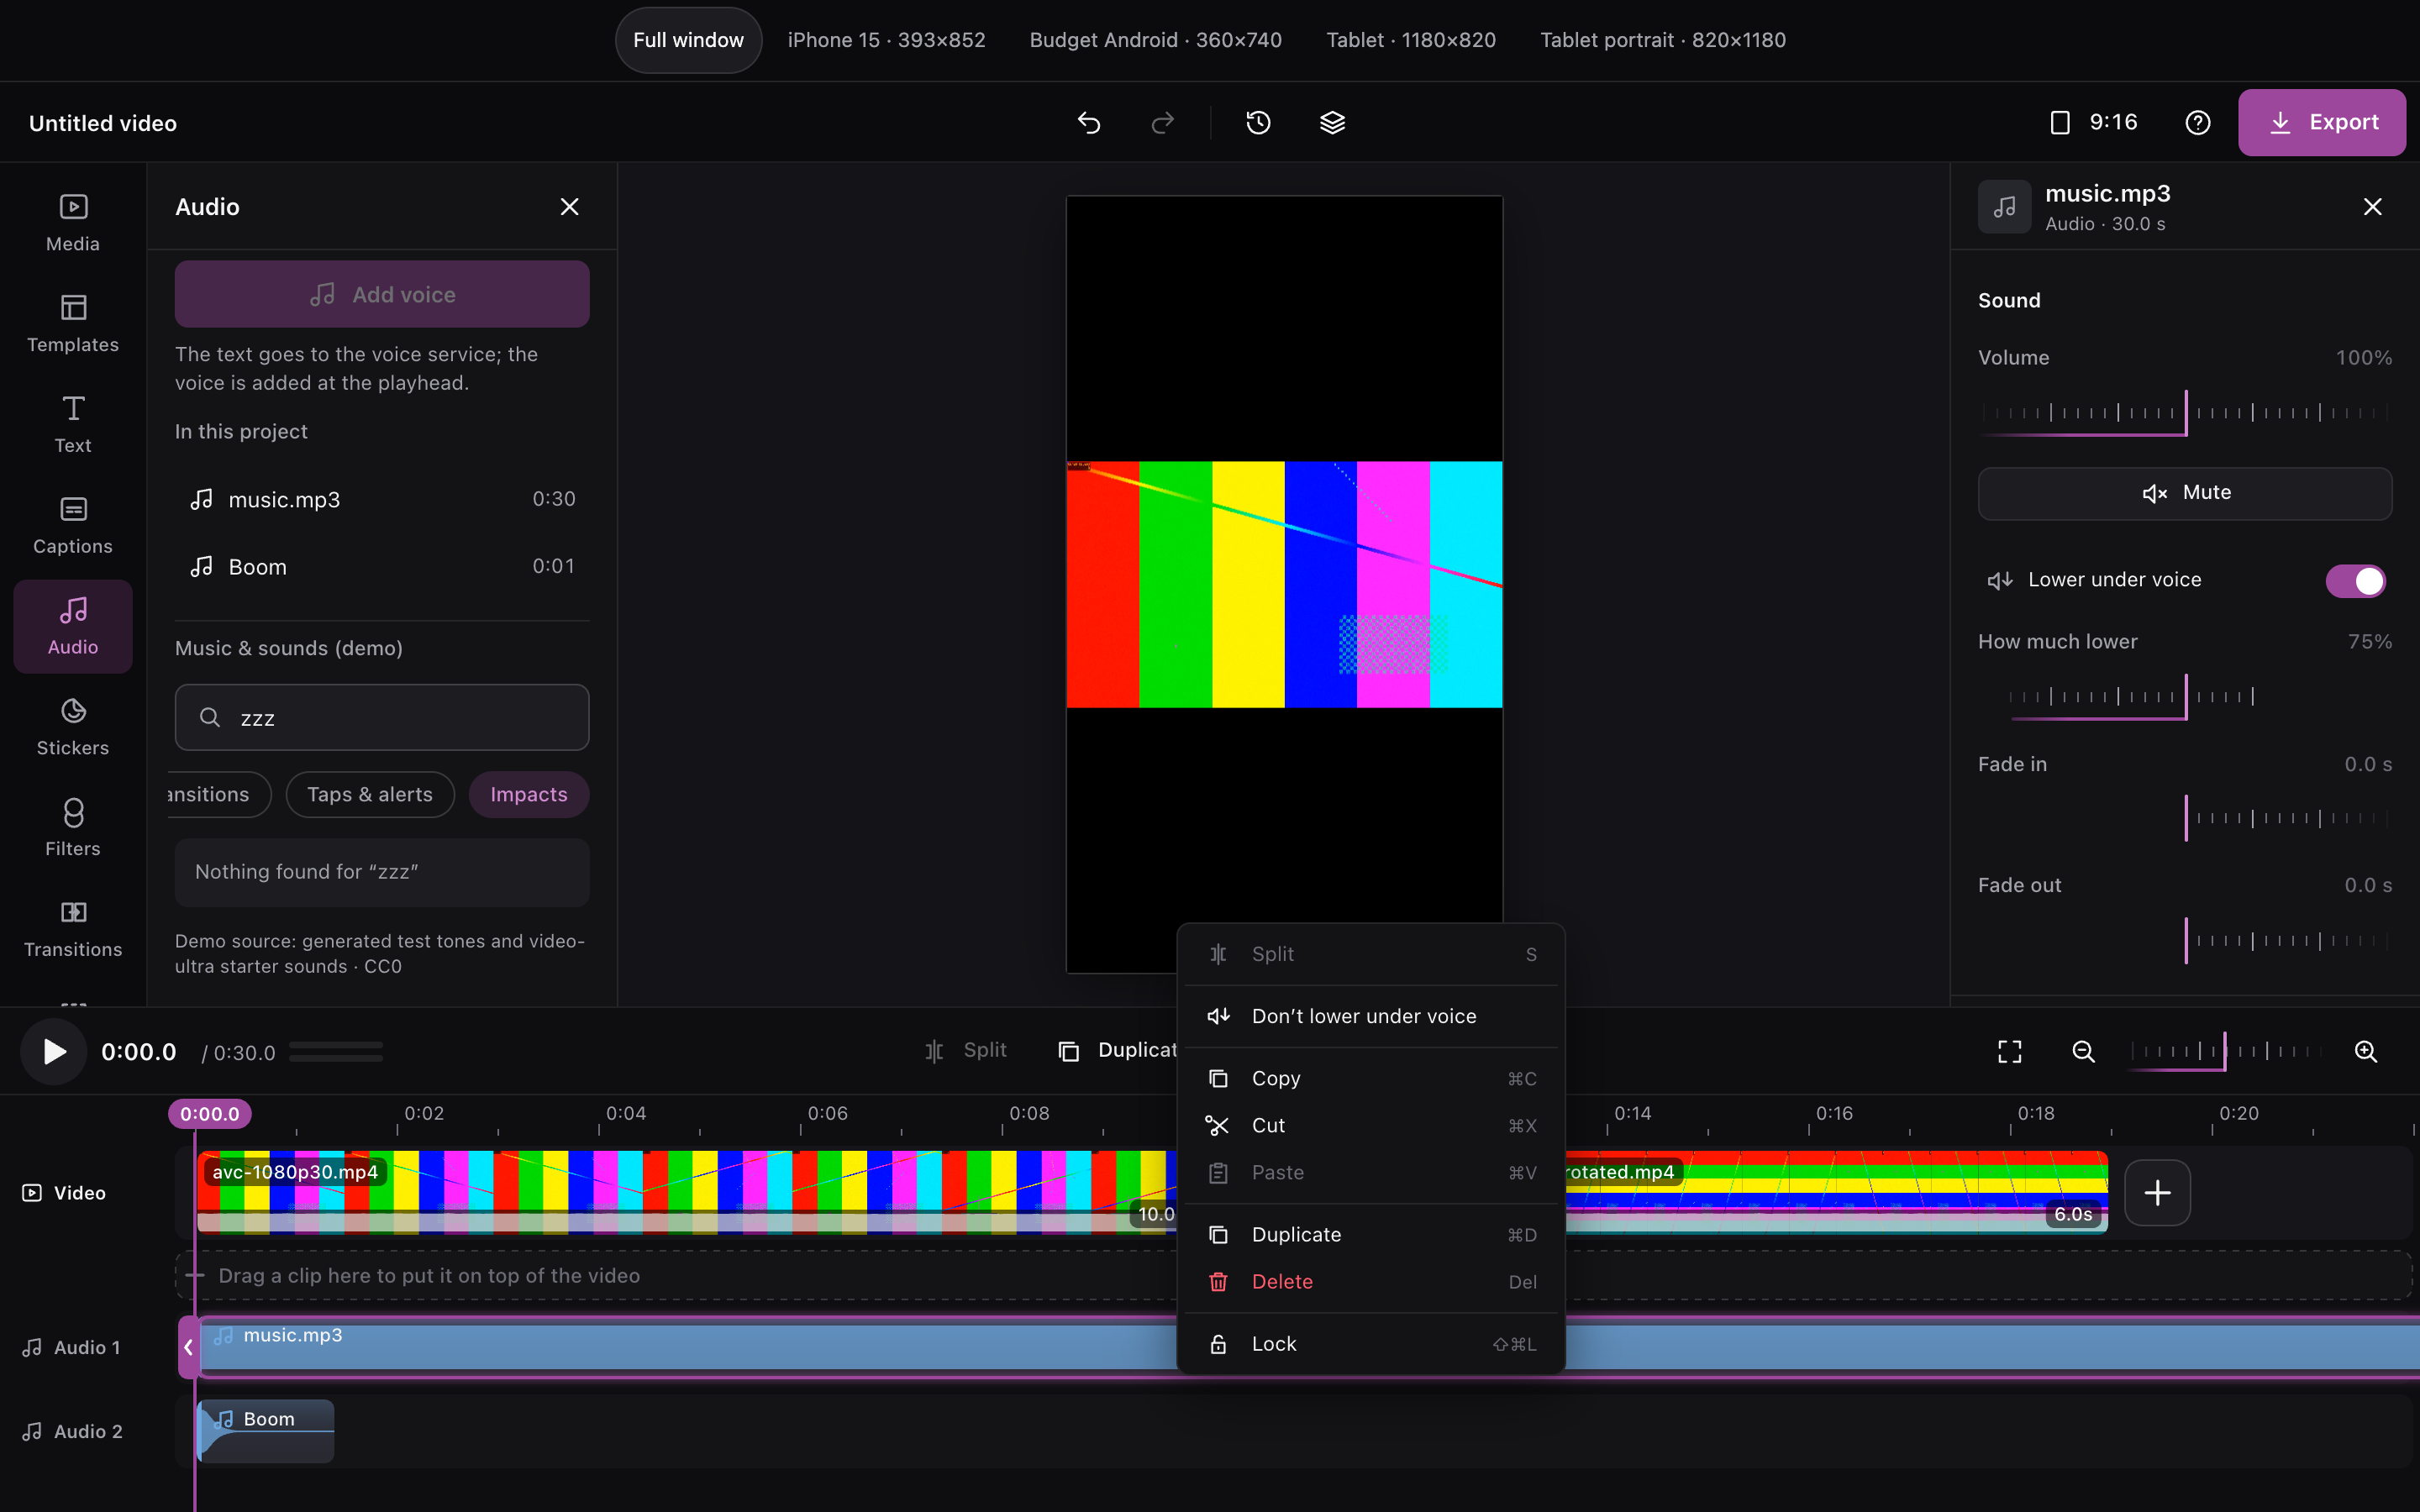 Full window
iPhone 15 · 393×852
Budget Android · 360×740
Tablet · 1180×820
Tablet portrait · 820×1180
Untitled video
9:16
Export
Media
Templates
Text
Captions
Audio
Stickers
Filters
Transitions
Audio
Add voice
The text goes to the voice service; the
voice is added at the playhead.
In this project
music.mp3 0:30
Boom 0:01
Music & sounds (demo)
zzz
ansitions
Taps & alerts
Impacts
Nothing found for “zzz”
Demo source: generated test tones and video-
ultra starter sounds · CC0
music.mp3
Audio · 30.0 s
Sound
Volume 100%
Mute
Lower under voice
How much lower 75%
Fade in 0.0 s
Fade out 0.0 s
Split S
Don’t lower under voice
Copy ⌘C
Cut ⌘X
Paste ⌘V
Duplicate ⌘D
Delete Del
Lock ⇧⌘L
0:00.0 / 0:30.0
Split
Duplicat
0:00.0 0:02 0:04 0:06 0:08 0:14 0:16 0:18 0:20
Video
avc-1080p30.mp4
10.0
rotated.mp4
6.0s
Drag a clip here to put it on top of the video
Audio 1
music.mp3
Audio 2
Boom